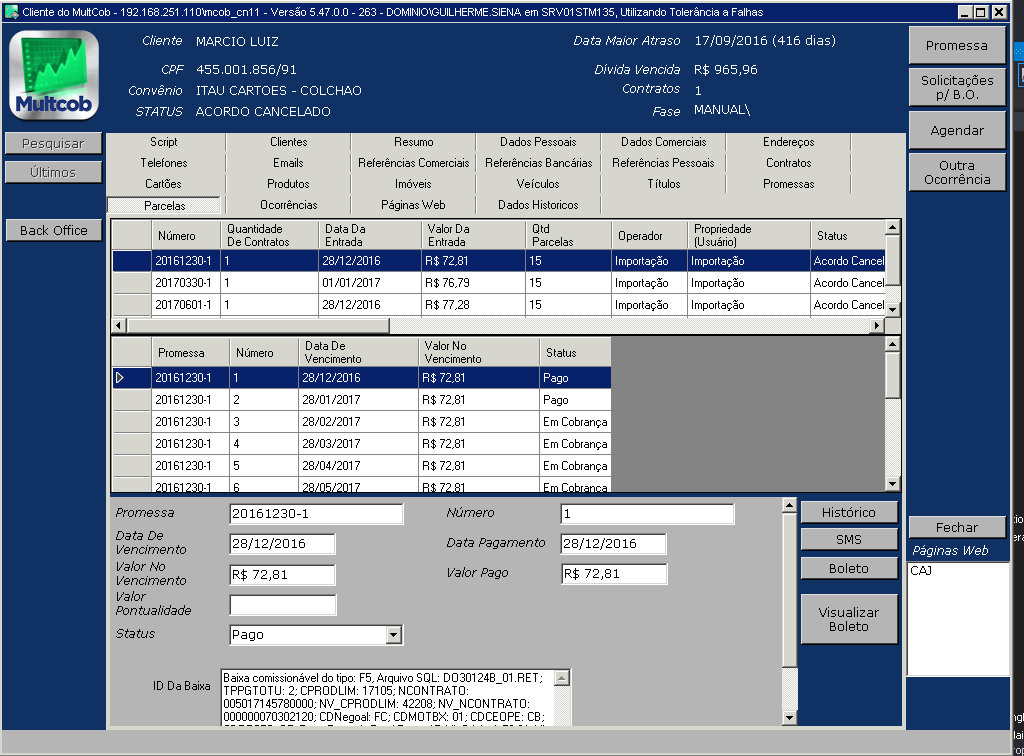 Cliente do MultCob - 192.168.251.110\mcob_cn11 - Versão 5.47.0.0 - 263 - DOMINIO\GUILHERME.SIENA em SRV01STM135, Utilizando Tolerância a Falhas
Multcob
Cliente MARCIO LUIZ Data Maior Atraso 17/09/2016 (416 dias)
CPF 455.001.856/91 Dívida Vencida R$ 965,96
Convênio ITAU CARTOES - COLCHAO Contratos 1
STATUS ACORDO CANCELADO Fase MANUAL\
Promessa
Solicitações
p/ B.O.
Agendar
Outra
Ocorrência
Pesquisar
Últimos
Back Office
Script Clientes Resumo Dados Pessoais Dados Comerciais Endereços
Telefones Emails Referências Comerciais Referências Bancárias Referências Pessoais Contratos
Cartões Produtos Imóveis Veículos Títulos Promessas
Parcelas Ocorrências Páginas Web Dados Historicos
Número Quantidade De Contratos Data Da Entrada Valor Da Entrada Qtd Parcelas Operador Propriedade (Usuário) Status
20161230-1 1 28/12/2016 R$ 72,81 15 Importação Importação Acordo Cancel
20170330-1 1 01/01/2017 R$ 76,79 15 Importação Importação Acordo Cancel
20170601-1 1 28/12/2016 R$ 77,28 15 Importação Importação Acordo Cancel
Promessa Número Data De Vencimento Valor No Vencimento Status
20161230-1 1 28/12/2016 R$ 72,81 Pago
20161230-1 2 28/01/2017 R$ 72,81 Pago
20161230-1 3 28/02/2017 R$ 72,81 Em Cobrança
20161230-1 4 28/03/2017 R$ 72,81 Em Cobrança
20161230-1 5 28/04/2017 R$ 72,81 Em Cobrança
20161230-1 6 28/05/2017 R$ 72,81 Em Cobrança
Promessa 20161230-1 Número 1
Data De Vencimento 28/12/2016 Data Pagamento 28/12/2016
Valor No Vencimento R$ 72,81 Valor Pago R$ 72,81
Valor Pontualidade
Status Pago
ID Da Baixa
Baixa comissionável do tipo: F5, Arquivo SQL: DO30124B_01.RET;
TPPGTOTU: 2; CPRODLIM: 17105; NCONTRATO:
005017145780000; NV_CPRODLIM: 42208; NV_NCONTRATO:
000000070302120; CDNegoal: FC; CDMOTBX: 01; CDCEOPE: CB;
Histórico
SMS
Boleto
Visualizar
Boleto
Fechar
Páginas Web
CAJ